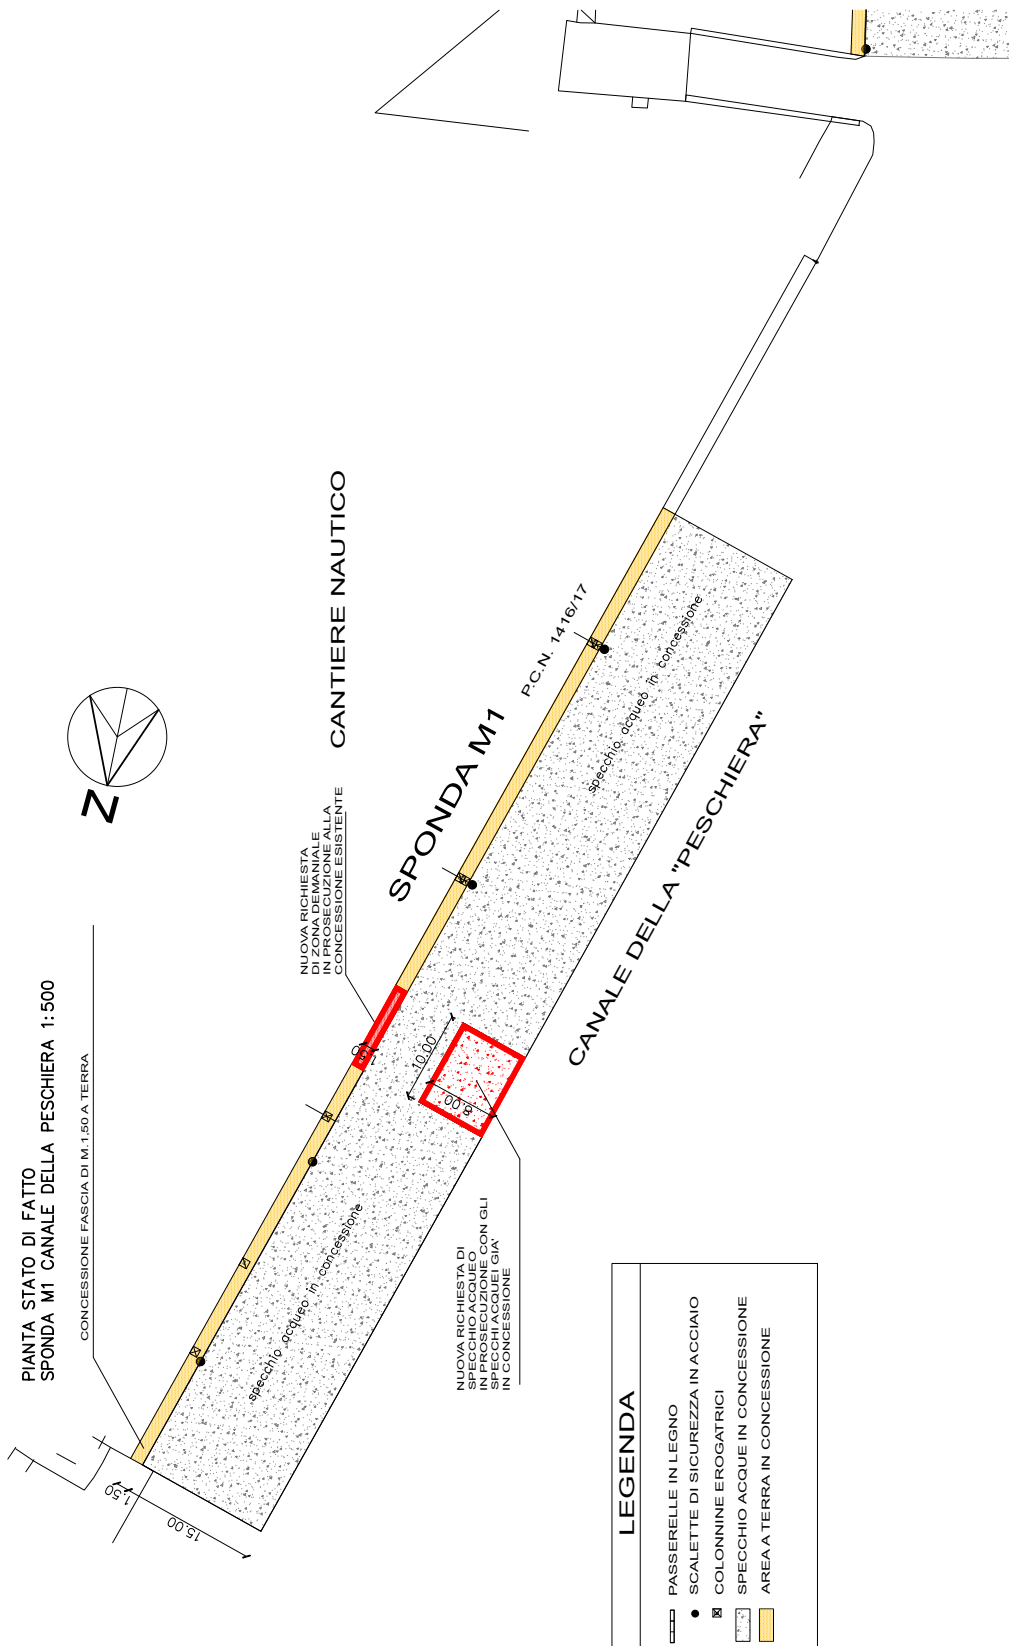 PIANTA STATO DI FATTO
SPONDA M1 CANALE DELLA PESCHIERA 1:500
CONCESSIONE FASCIA DI M.1.50 A TERRA
N
CANTIERE NAUTICO
NUOVA RICHIESTA
DI ZONA DEMANIALE
IN PROSECUZIONE ALLA
CONCESSIONE ESISTENTE
SPONDA M1
P.C.N. 1416/17
specchio acqueo in concessione
CANALE DELLA "PESCHIERA"
10.00
8.00
specchio acqueo in concessione
NUOVA RICHIESTA DI
SPECCHIO ACQUEO
IN PROSECUZIONE CON GLI
SPECCHI ACQUEI GIA'
IN CONCESSIONE
1.50
15.00
LEGENDA
PASSERELLE IN LEGNO
SCALETTE DI SICUREZZA IN ACCIAIO
COLONNINE EROGATRICI
SPECCHIO ACQUE IN CONCESSIONE
AREA A TERRA IN CONCESSIONE